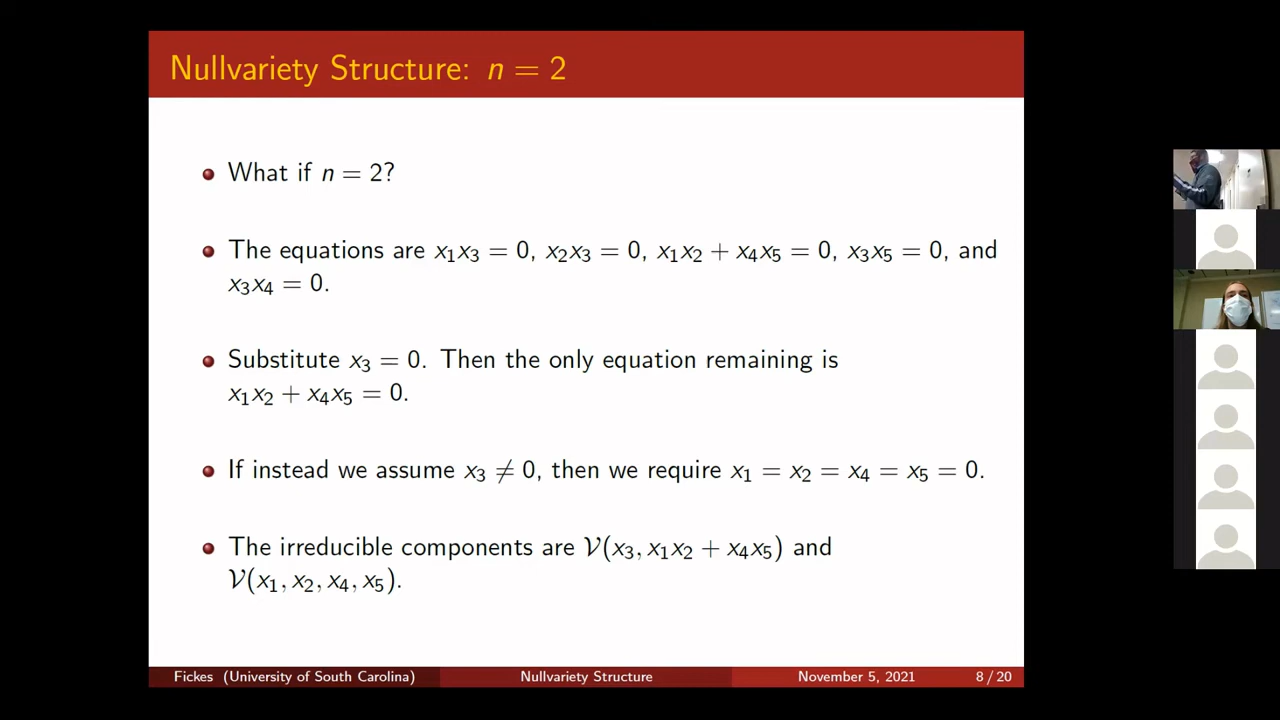 Nullvariety Structure: n = 2
What if n = 2?
The equations are x₁x₃ = 0, x₂x₃ = 0, x₁x₂ + x₄x₅ = 0, x₃x₅ = 0, and
x₃x₄ = 0.
Substitute x₃ = 0. Then the only equation remaining is
x₁x₂ + x₄x₅ = 0.
If instead we assume x₃ ≠ 0, then we require x₁ = x₂ = x₄ = x₅ = 0.
The irreducible components are 𝒱(x₃, x₁x₂ + x₄x₅) and
𝒱(x₁, x₂, x₄, x₅).
Fickes (University of South Carolina) Nullvariety Structure November 5, 2021 8 / 20